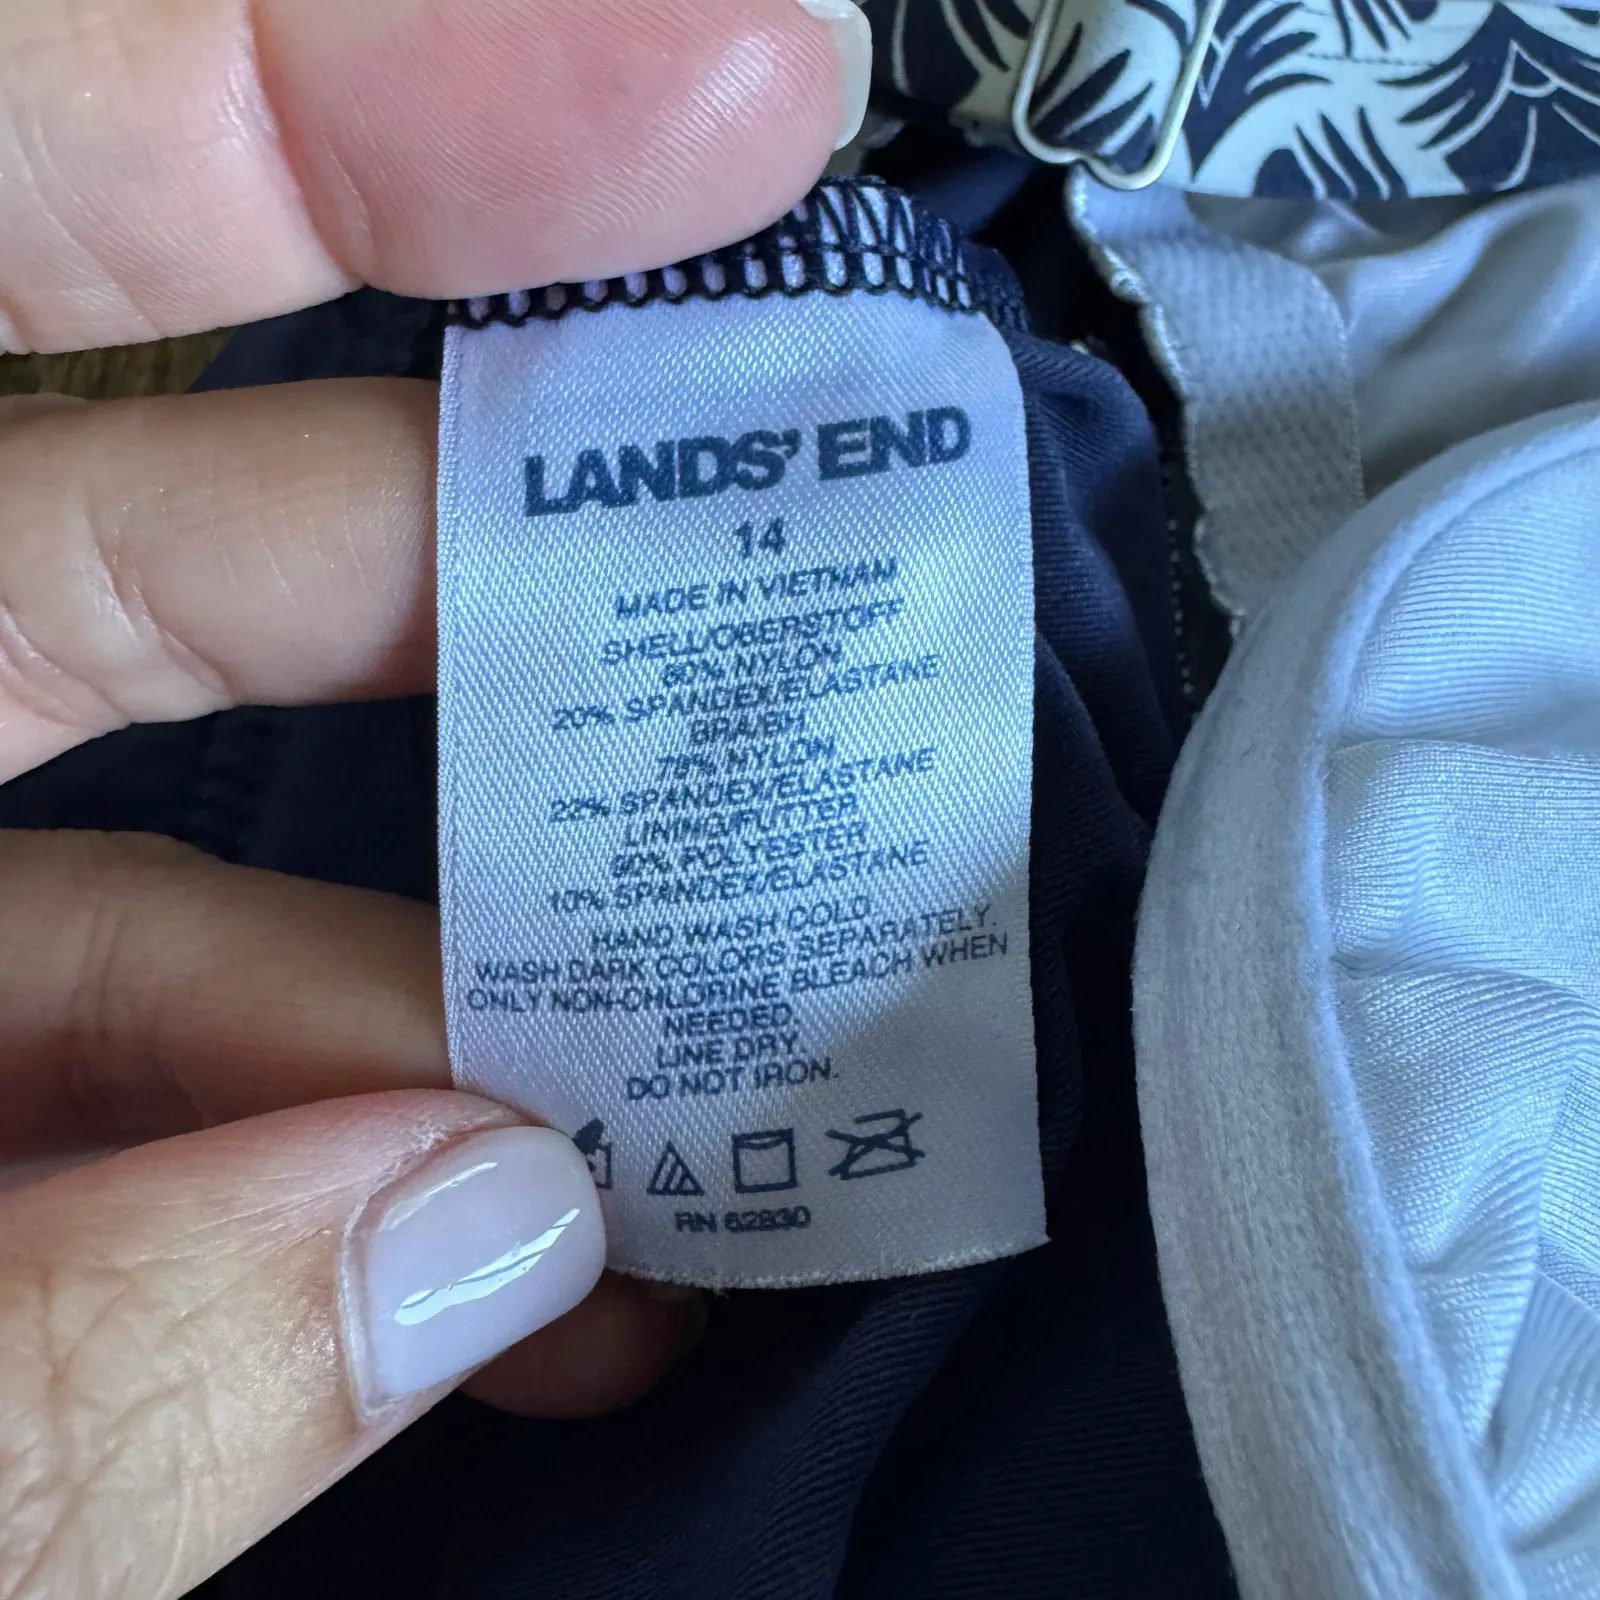 LANDS' END
14
MADE IN VIETNAM
SHELL/OBERSTOFF
80% NYLON
20% SPANDEX/ELASTANE
BRA/BH
78% NYLON
22% SPANDEX/ELASTANE
LINING/FUTTER
90% POLYESTER
10% SPANDEX/ELASTANE
HAND WASH COLD.
WASH DARK COLORS SEPARATELY.
ONLY NON-CHLORINE BLEACH WHEN
NEEDED.
LINE DRY.
DO NOT IRON.
RN 62830